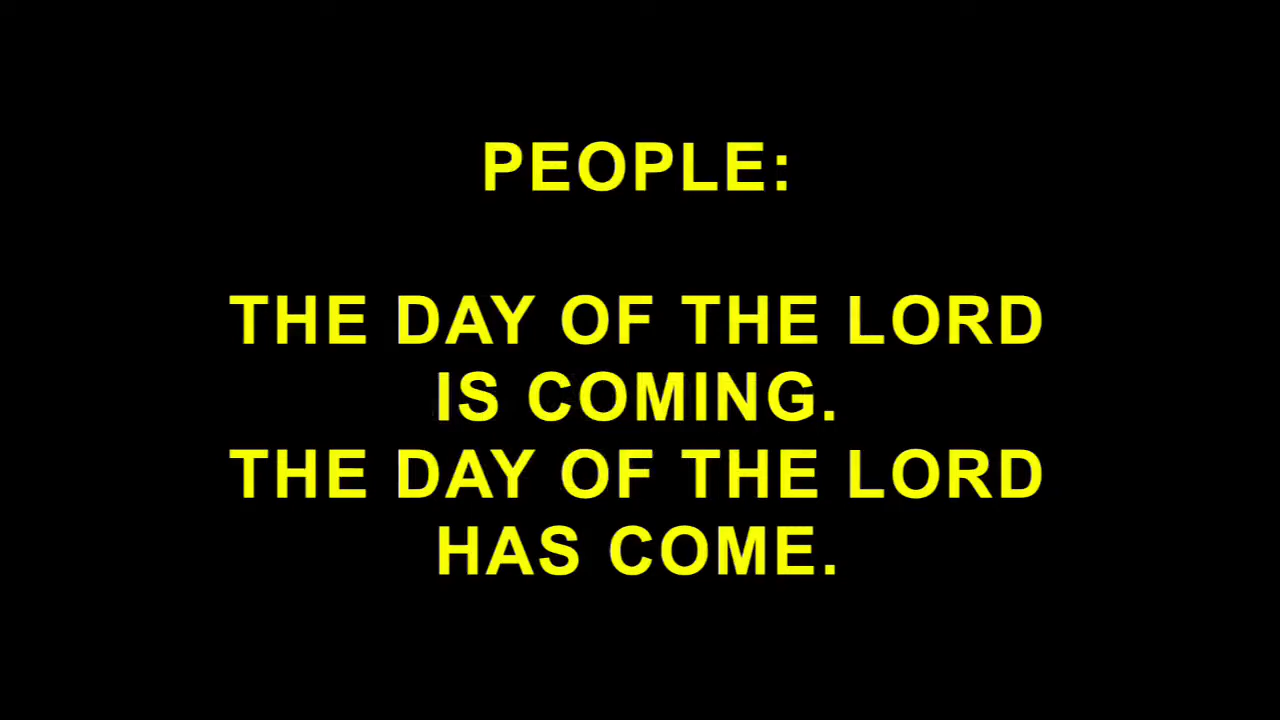 PEOPLE:
THE DAY OF THE LORD
IS COMING.
THE DAY OF THE LORD
HAS COME.